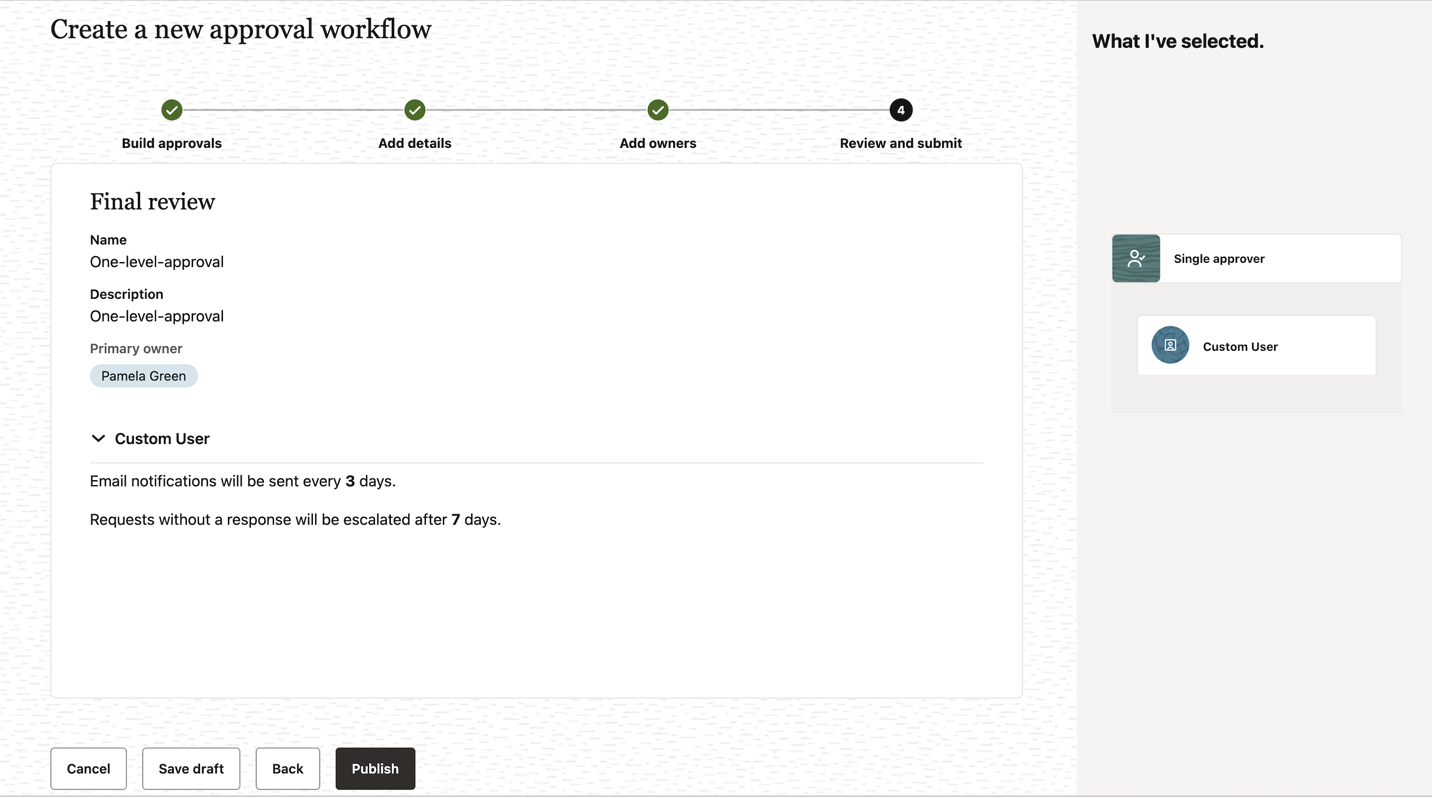 Create a new approval workflow
What I've selected.
4
Build approvals
Add details
Add owners
Review and submit
Final review
Name
One-level-approval
Description
One-level-approval
Primary owner
Pamela Green
Custom User
Email notifications will be sent every 3 days.
Requests without a response will be escalated after 7 days.
Single approver
Custom User
Cancel
Save draft
Back
Publish